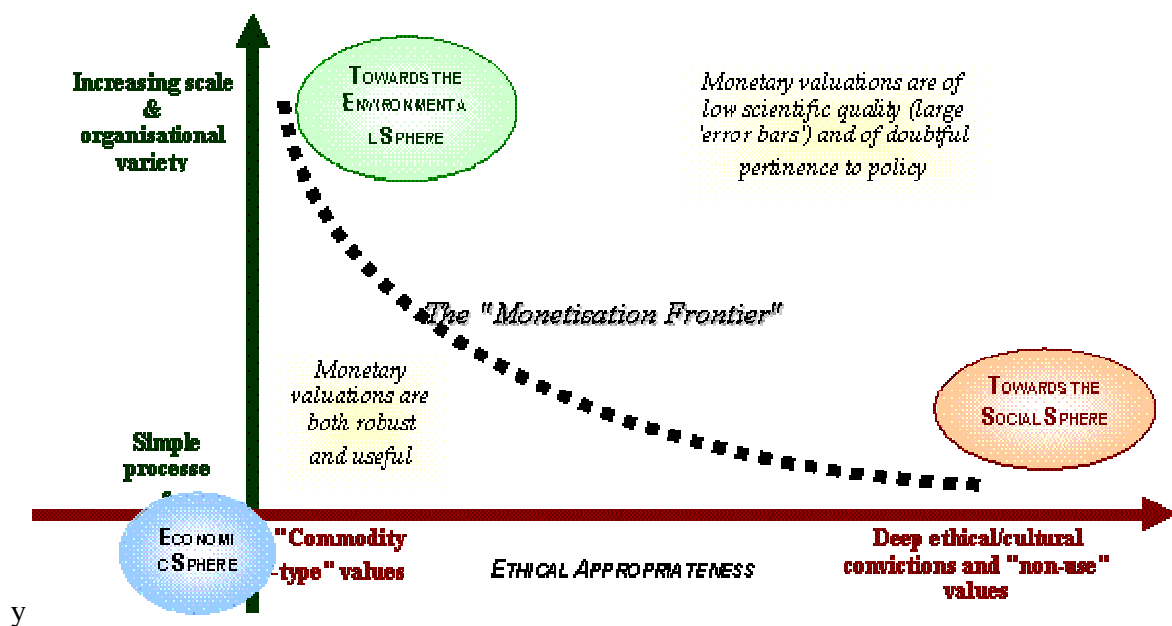 Increasing scale
&
organisational
variety
TOWARDS THE
ENVIRONMENTA
L SPHERE
Monetary valuations are of
low scientific quality (large
'error bars') and of doubtful
pertinence to policy
The "Monetisation Frontier"
Monetary
valuations are
both robust
and useful
TOWARDS THE
SOCIAL SPHERE
Simple
processe
ECONOMI
C SPHERE
"Commodity
-type" values
ETHICAL APPROPRIATENESS
Deep ethical/cultural
convictions and "non-use"
values
y